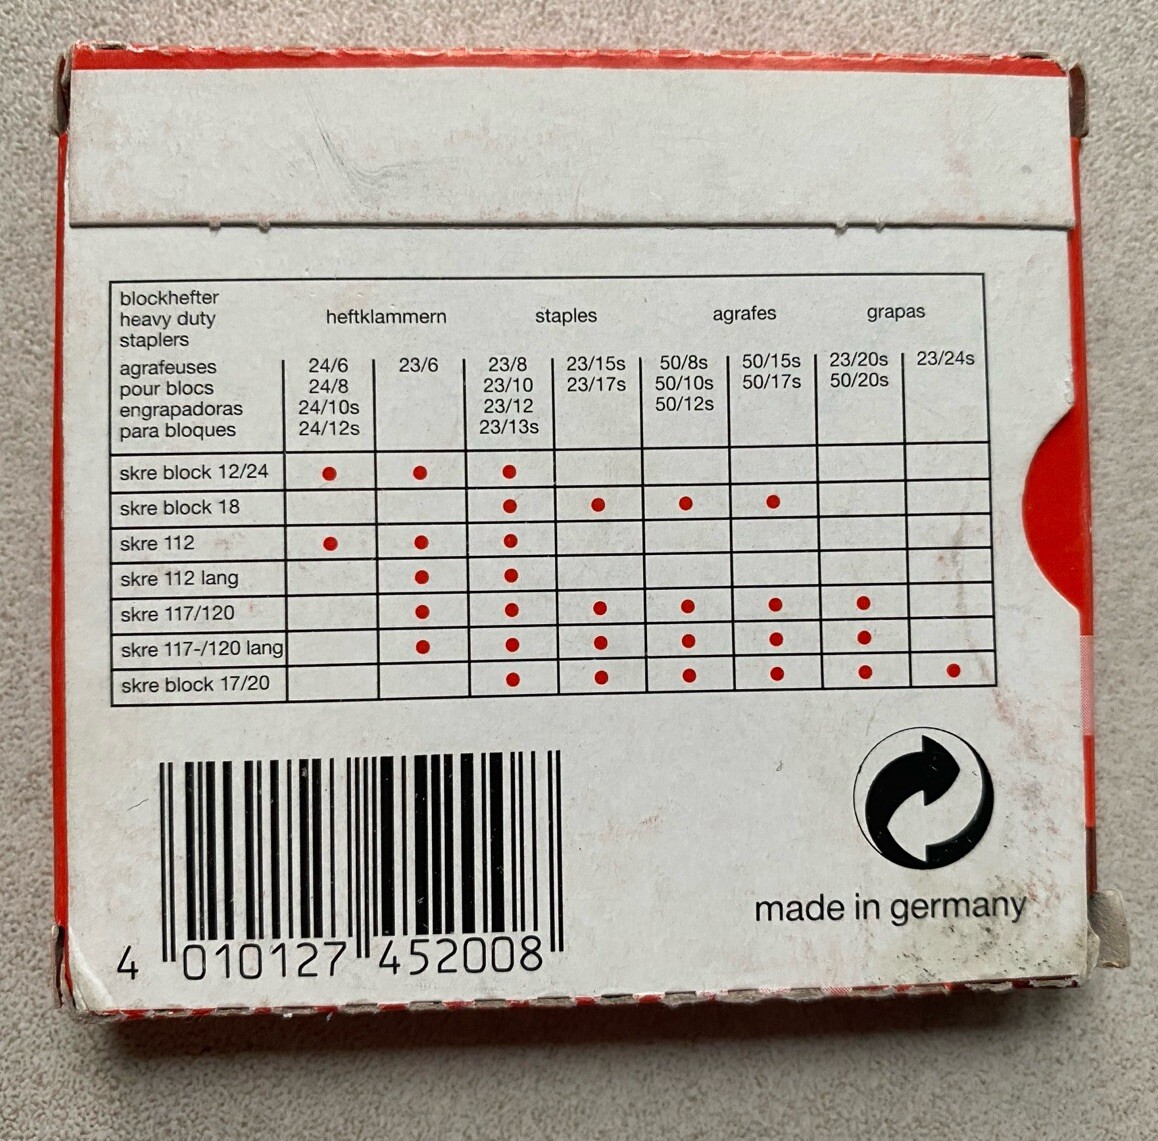 blockhefter
heavy duty
staplers
heftklammern staples agrafes grapas
agrafeuses
pour blocs
engrapadoras
para bloques
24/6 23/6 23/8 23/15s 50/8s 50/15s 23/20s 23/24s
24/8 23/10 23/17s 50/10s 50/17s 50/20s
24/10s 23/12 50/12s
24/12s 23/13s
skre block 12/24 ● ● ●
skre block 18 ● ● ● ●
skre 112 ● ● ●
skre 112 lang ● ●
skre 117/120 ● ● ● ● ● ●
skre 117-/120 lang ● ● ● ● ● ●
skre block 17/20 ● ● ● ● ● ●
made in germany
4 010127 452008